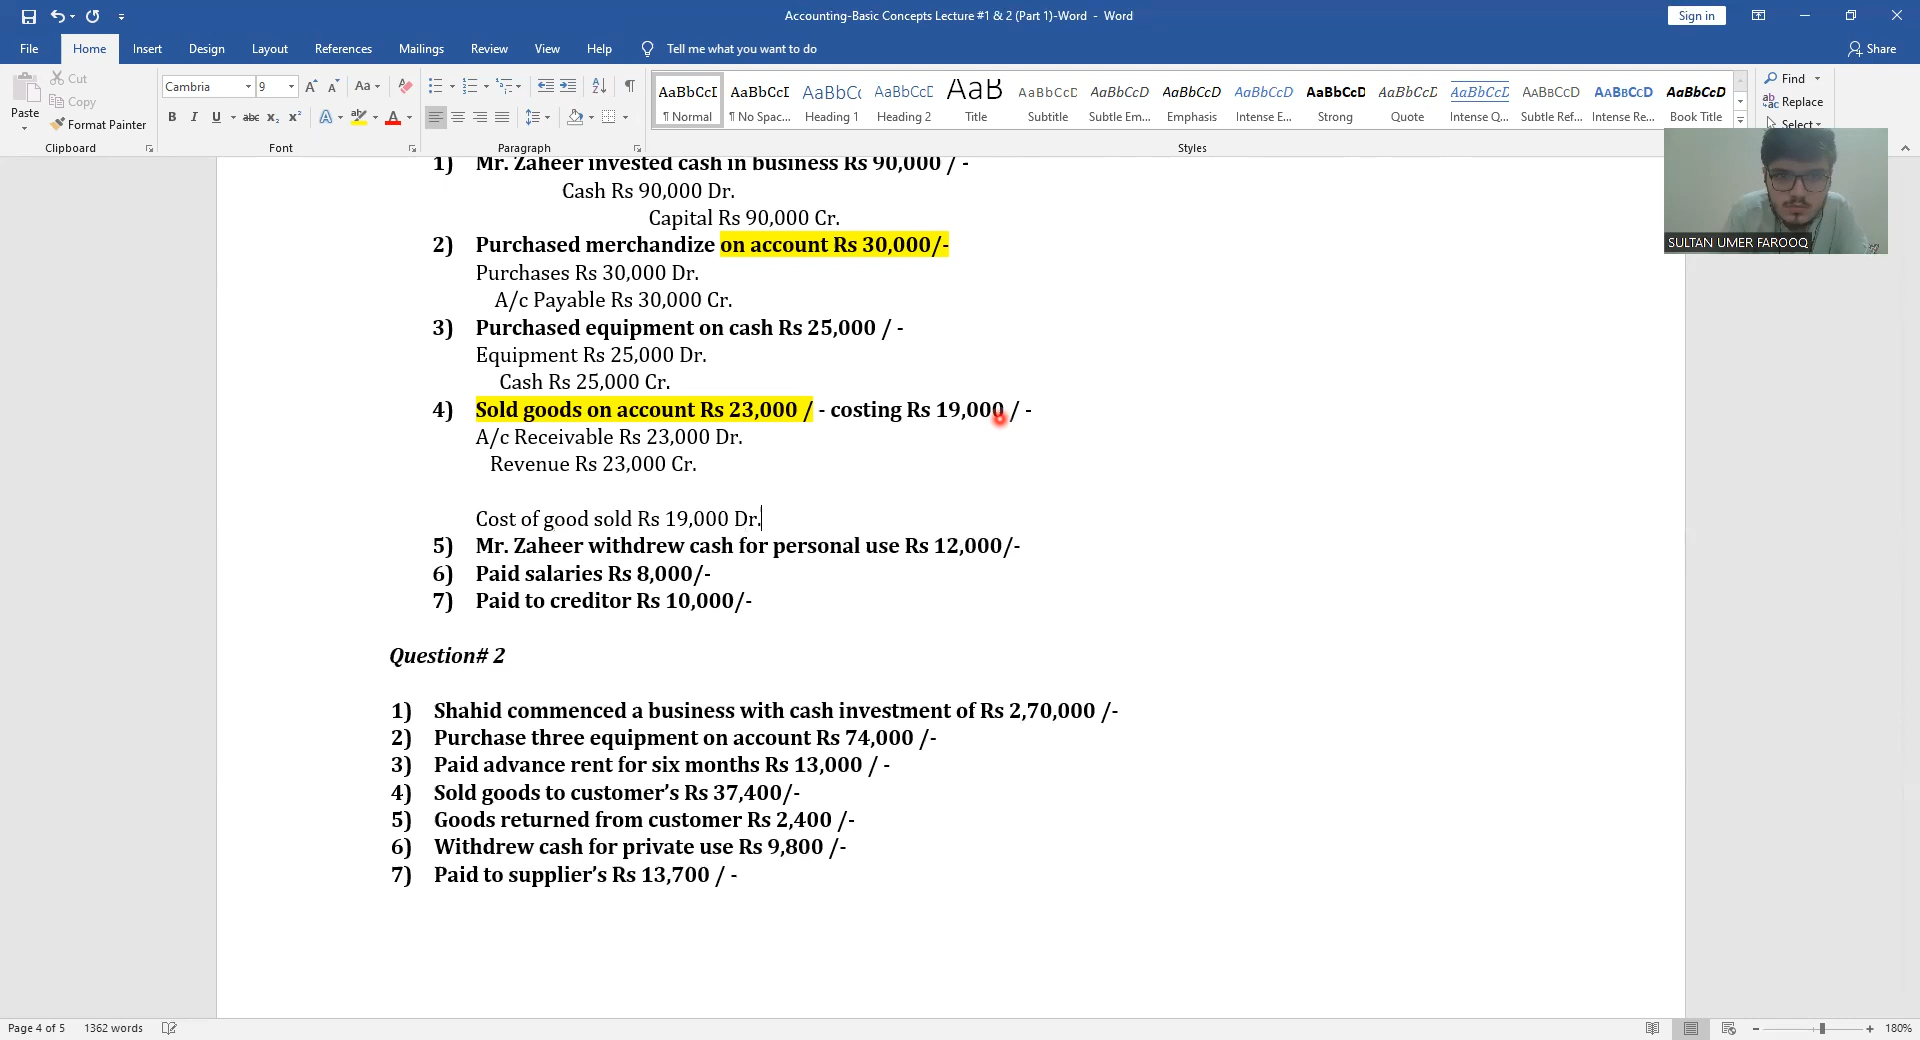 Accounting-Basic Concepts Lecture #1 & 2 (Part 1)-Word - Word
Sign in
File Home Insert Design Layout References Mailings Review View Help Tell me what you want to do Share
Paste
Cut
Copy
Format Painter
Clipboard
Cambria 9
Font
Paragraph
AaBbCcI AaBbCcI AaBbC( AaBbCcD AaB AaBbCcD AaBbCcD AaBbCcD AaBbCcD AaBbCcD AaBbCcD AaBbCcD AABBCCD AABBCCD AaBbCcD
¶ Normal ¶ No Spac... Heading 1 Heading 2 Title Subtitle Subtle Em... Emphasis Intense E... Strong Quote Intense Q... Subtle Ref... Intense Re... Book Title
Styles
Find
Replace
Select
SULTAN UMER FAROOQ
1) Mr. Zaheer invested cash in business Rs 90,000 / -
Cash Rs 90,000 Dr.
Capital Rs 90,000 Cr.
2) Purchased merchandize on account Rs 30,000/-
Purchases Rs 30,000 Dr.
A/c Payable Rs 30,000 Cr.
3) Purchased equipment on cash Rs 25,000 / -
Equipment Rs 25,000 Dr.
Cash Rs 25,000 Cr.
4) Sold goods on account Rs 23,000 / - costing Rs 19,000 / -
A/c Receivable Rs 23,000 Dr.
Revenue Rs 23,000 Cr.
Cost of good sold Rs 19,000 Dr.
5) Mr. Zaheer withdrew cash for personal use Rs 12,000/-
6) Paid salaries Rs 8,000/-
7) Paid to creditor Rs 10,000/-
Question# 2
1) Shahid commenced a business with cash investment of Rs 2,70,000 /-
2) Purchase three equipment on account Rs 74,000 /-
3) Paid advance rent for six months Rs 13,000 / -
4) Sold goods to customer’s Rs 37,400/-
5) Goods returned from customer Rs 2,400 /-
6) Withdrew cash for private use Rs 9,800 /-
7) Paid to supplier’s Rs 13,700 / -
Page 4 of 5 1362 words
180%